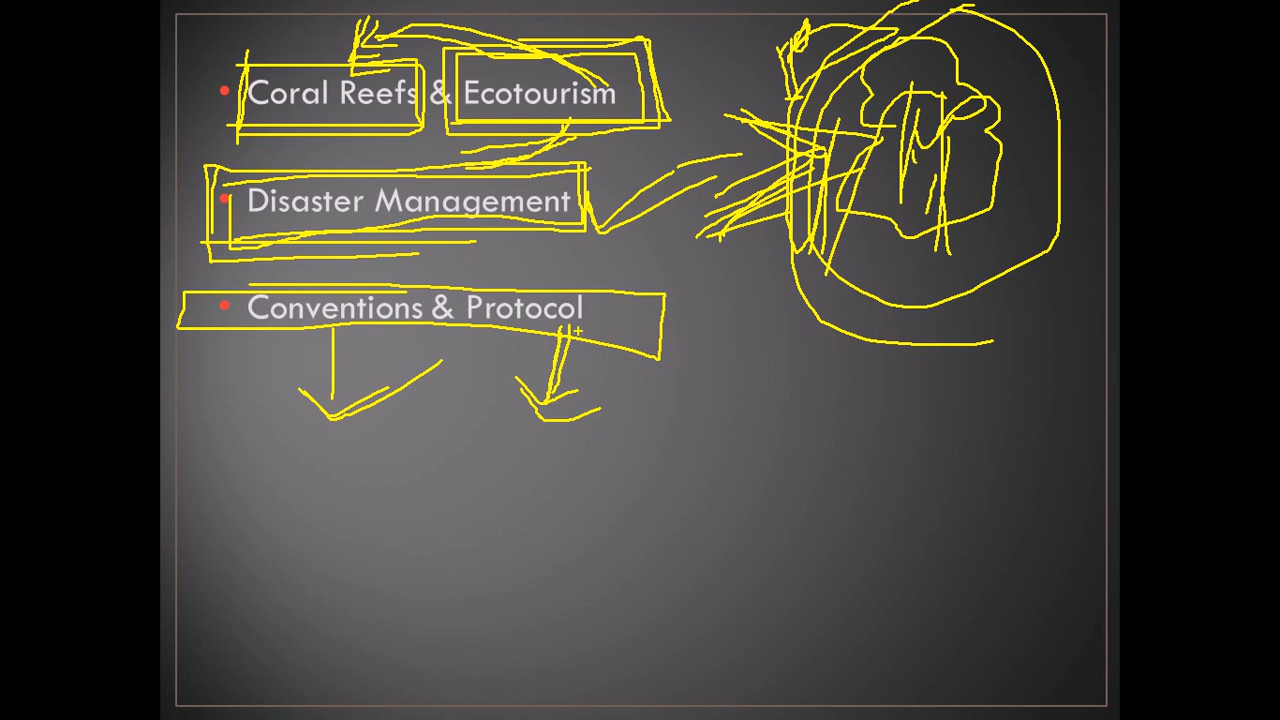 • Coral Reefs & Ecotourism
• Disaster Management
• Conventions & Protocol